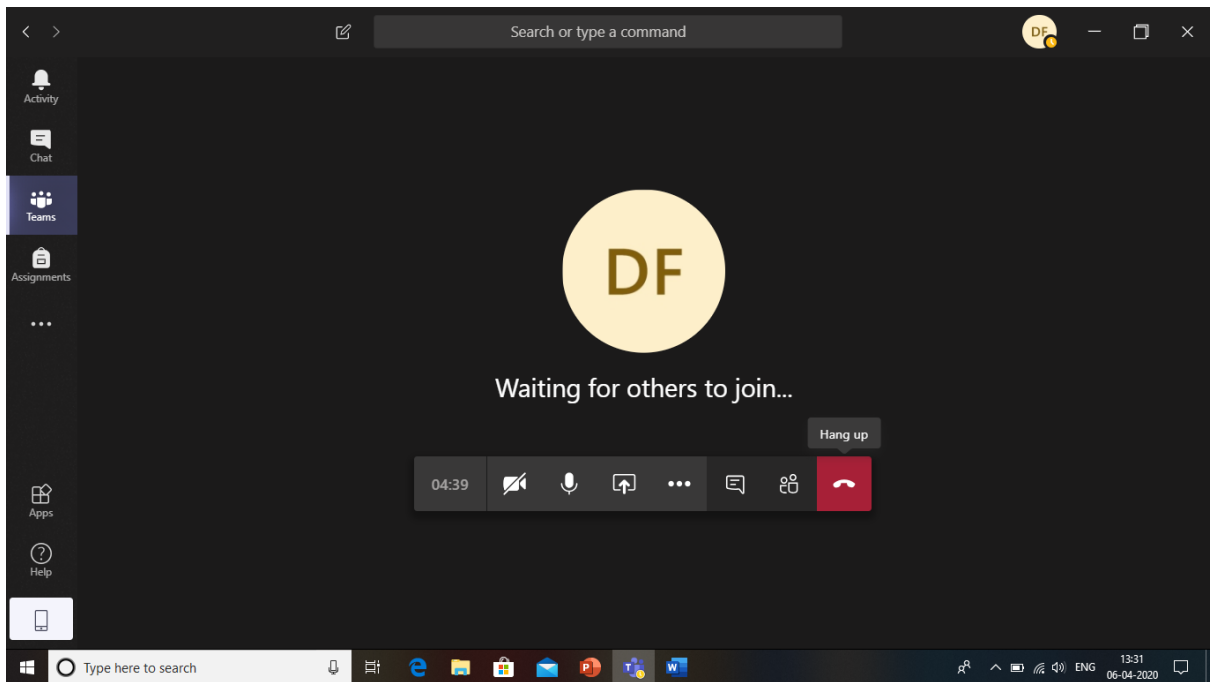 Search or type a command
DF
Activity
Chat
Teams
Assignments
Apps
Help
DF
Waiting for others to join...
Hang up
04:39
Type here to search
ENG
13:31
06-04-2020